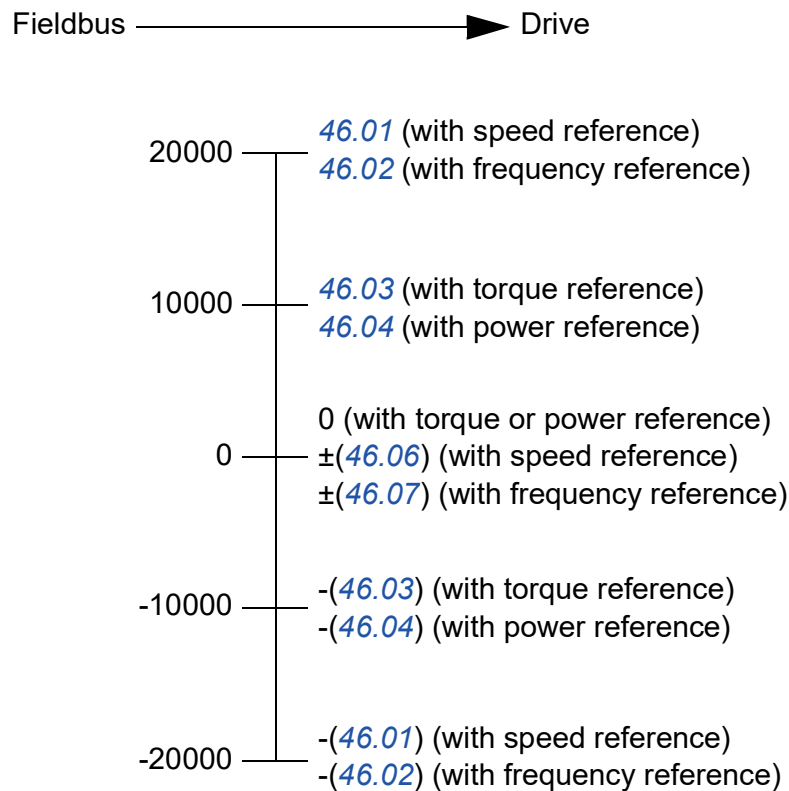 Fieldbus Drive
46.01 (with speed reference)
20000
46.02 (with frequency reference)
46.03 (with torque reference)
10000
46.04 (with power reference)
0 (with torque or power reference)
0 ±(46.06) (with speed reference)
±(46.07) (with frequency reference)
-(46.03) (with torque reference)
-10000
-(46.04) (with power reference)
-(46.01) (with speed reference)
-20000
-(46.02) (with frequency reference)